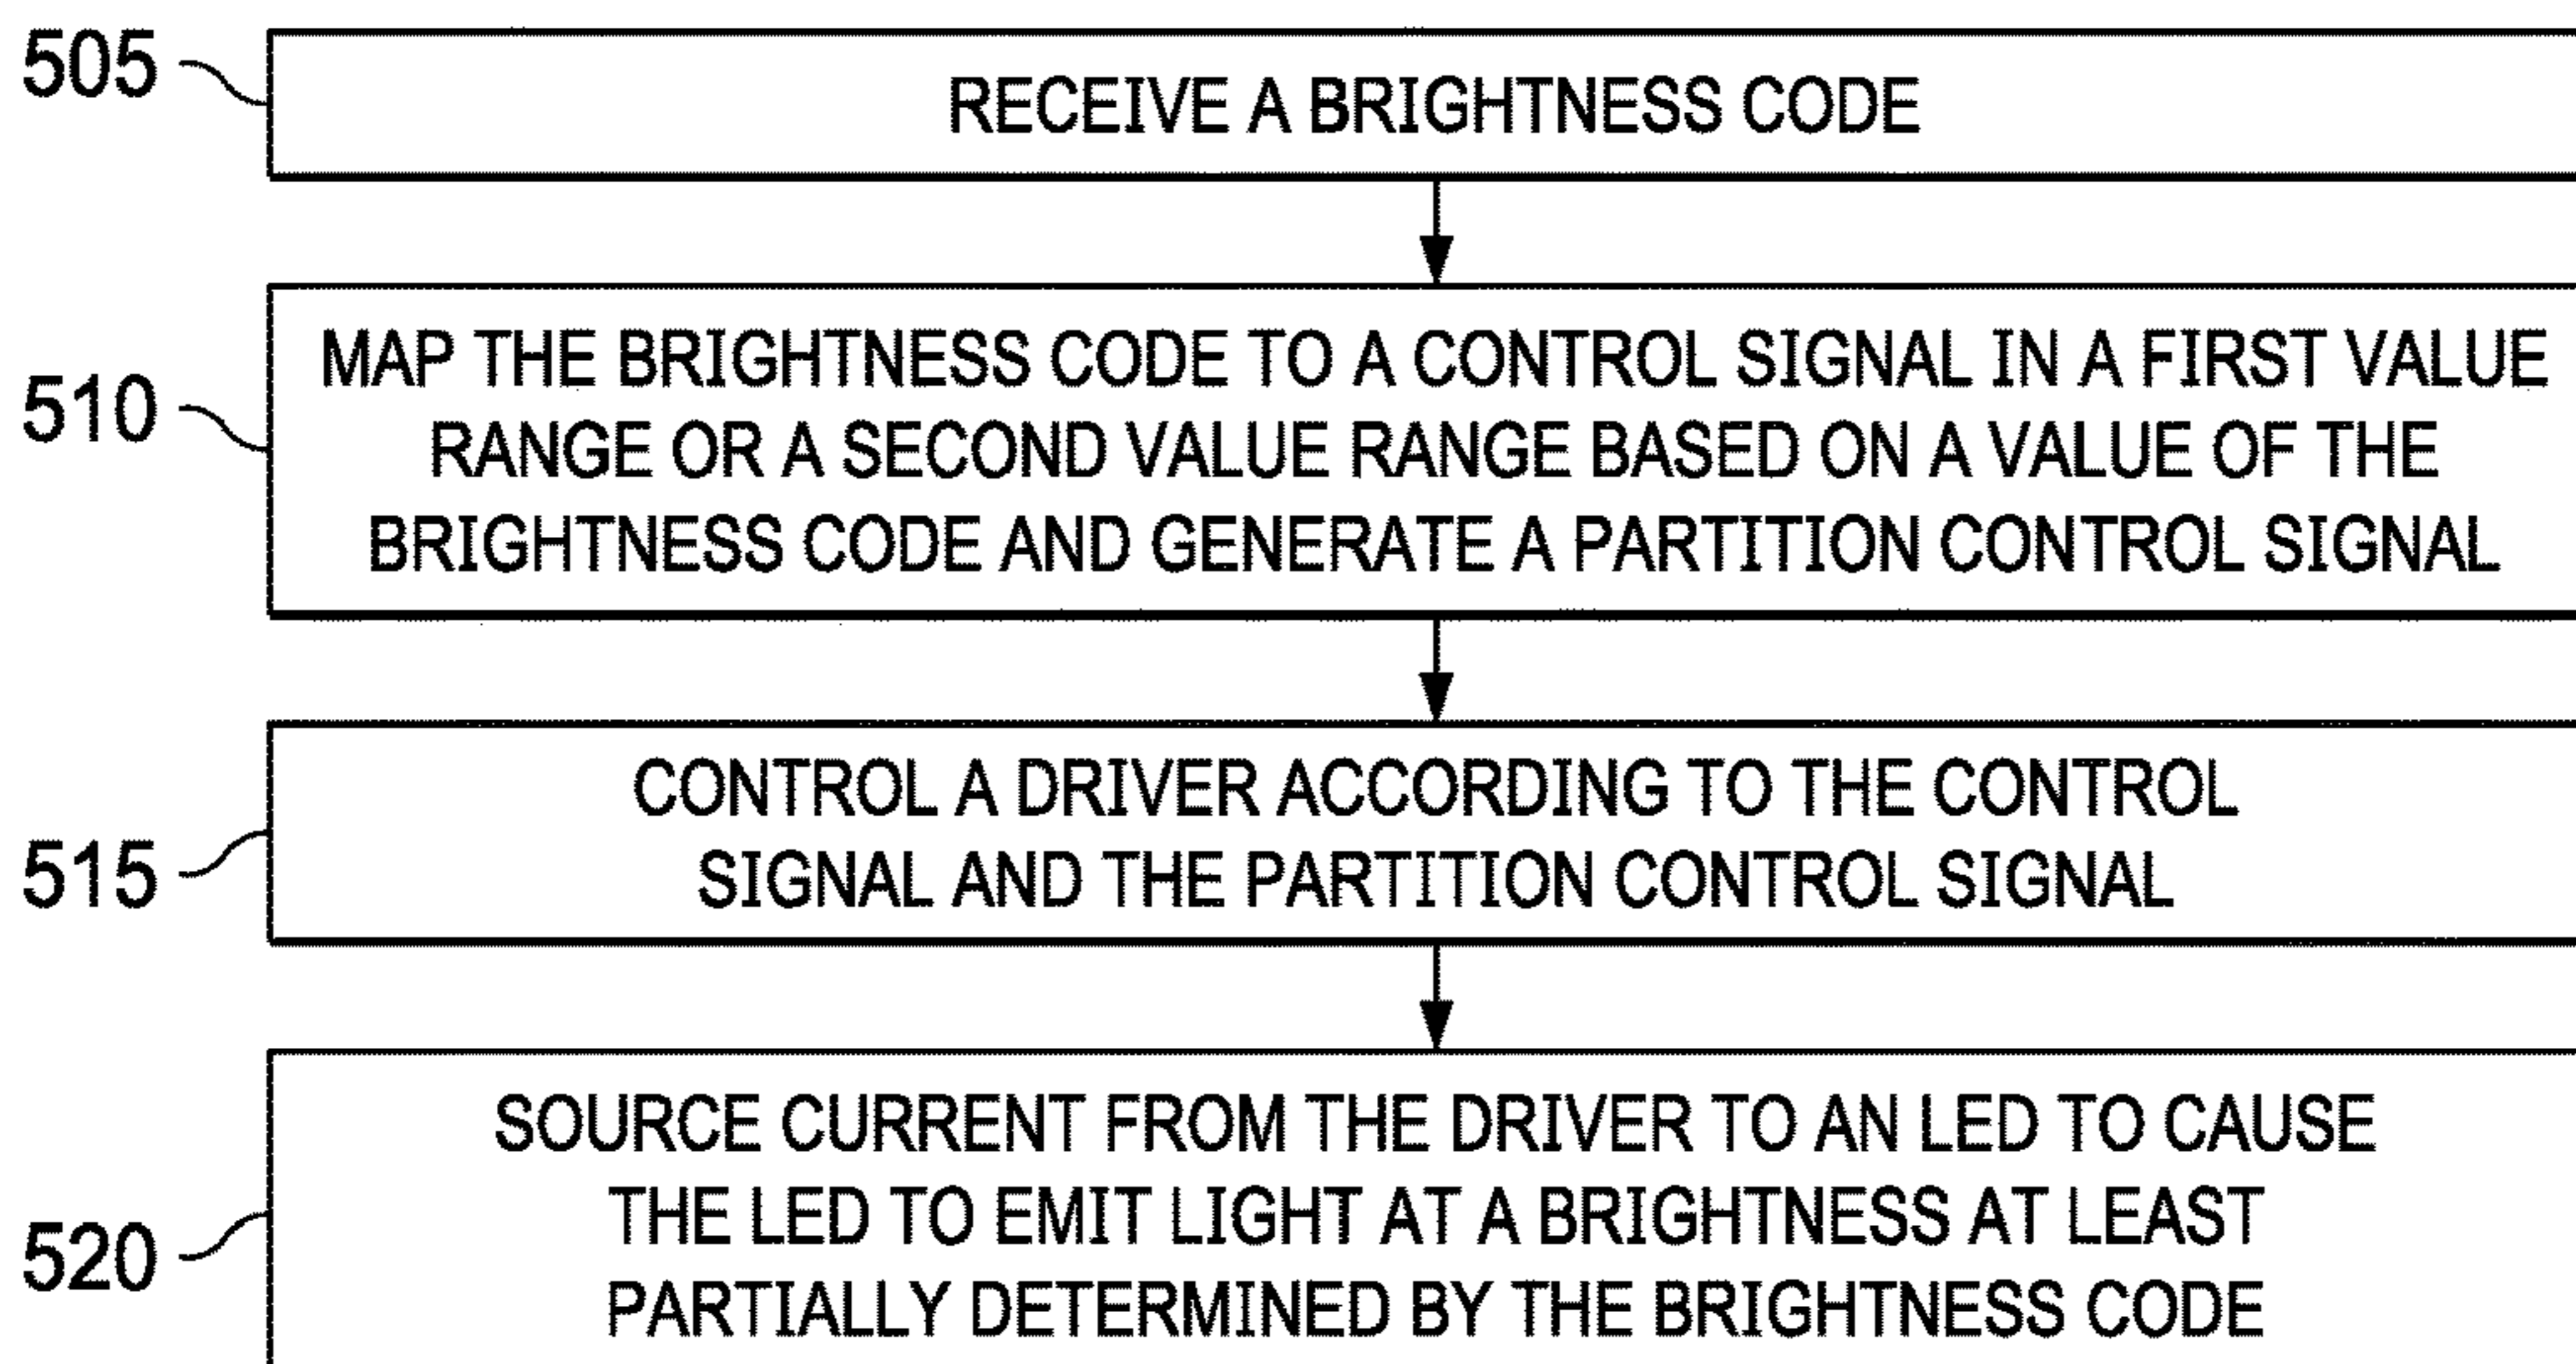 505
RECEIVE A BRIGHTNESS CODE
510
MAP THE BRIGHTNESS CODE TO A CONTROL SIGNAL IN A FIRST VALUE
RANGE OR A SECOND VALUE RANGE BASED ON A VALUE OF THE
BRIGHTNESS CODE AND GENERATE A PARTITION CONTROL SIGNAL
515
CONTROL A DRIVER ACCORDING TO THE CONTROL
SIGNAL AND THE PARTITION CONTROL SIGNAL
520
SOURCE CURRENT FROM THE DRIVER TO AN LED TO CAUSE
THE LED TO EMIT LIGHT AT A BRIGHTNESS AT LEAST
PARTIALLY DETERMINED BY THE BRIGHTNESS CODE